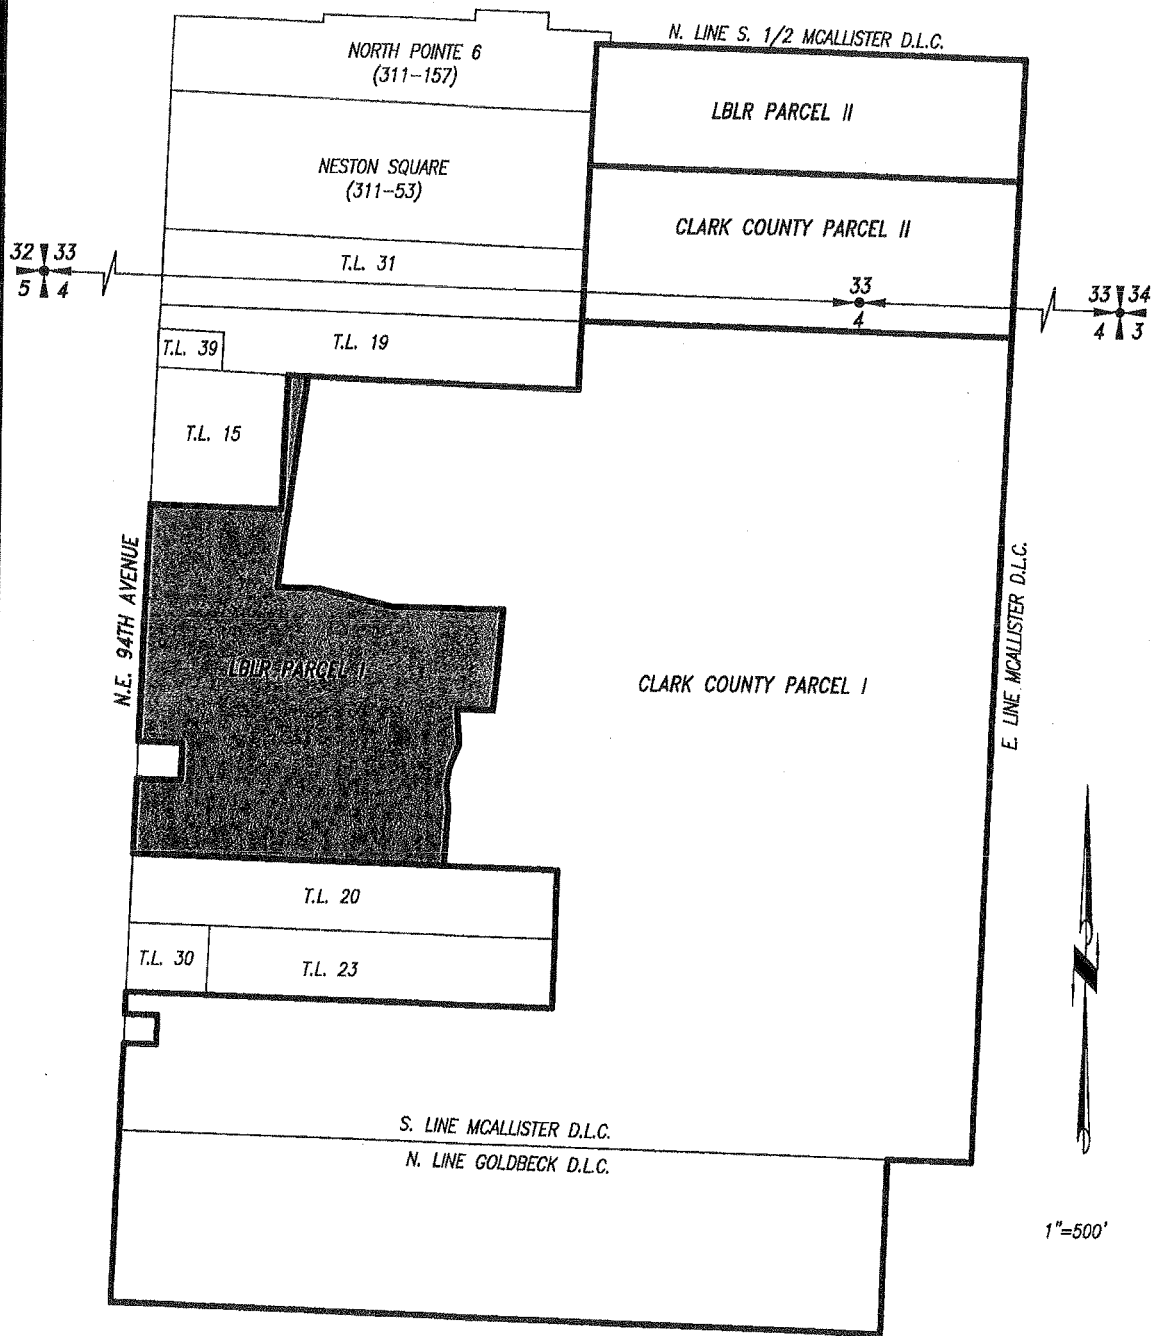 N. LINE S. 1/2 MCALLISTER D.L.C.
NORTH POINTE 6
(311-157)
LBLR PARCEL II
NESTON SQUARE
(311-53)
CLARK COUNTY PARCEL II
32 33
5 4
T.L. 31
33
4
33 34
4 3
T.L. 39
T.L. 19
T.L. 15
N.E. 94TH AVENUE
E. LINE MCALLISTER D.L.C.
LBLR PARCEL I
CLARK COUNTY PARCEL I
T.L. 20
T.L. 30
T.L. 23
S. LINE MCALLISTER D.L.C.
N. LINE GOLDBECK D.L.C.
1"=500'